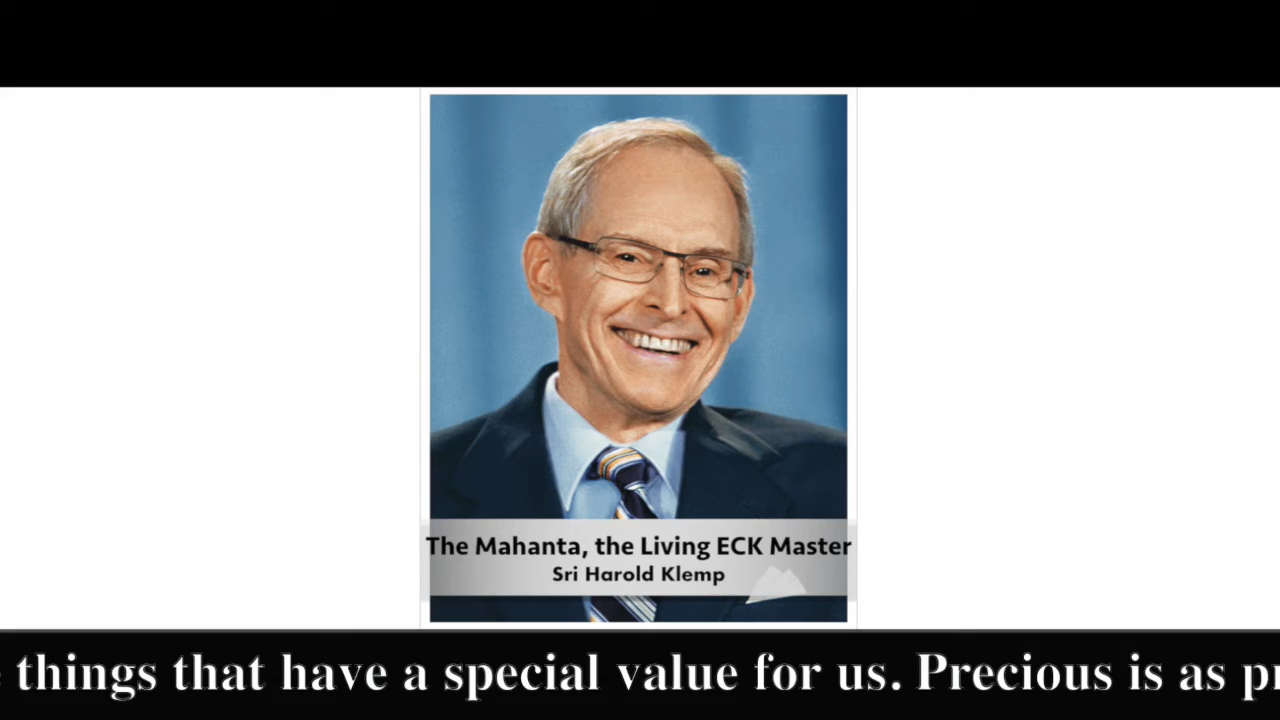 The Mahanta, the Living ECK Master
Sri Harold Klemp
things that have a special value for us. Precious is as